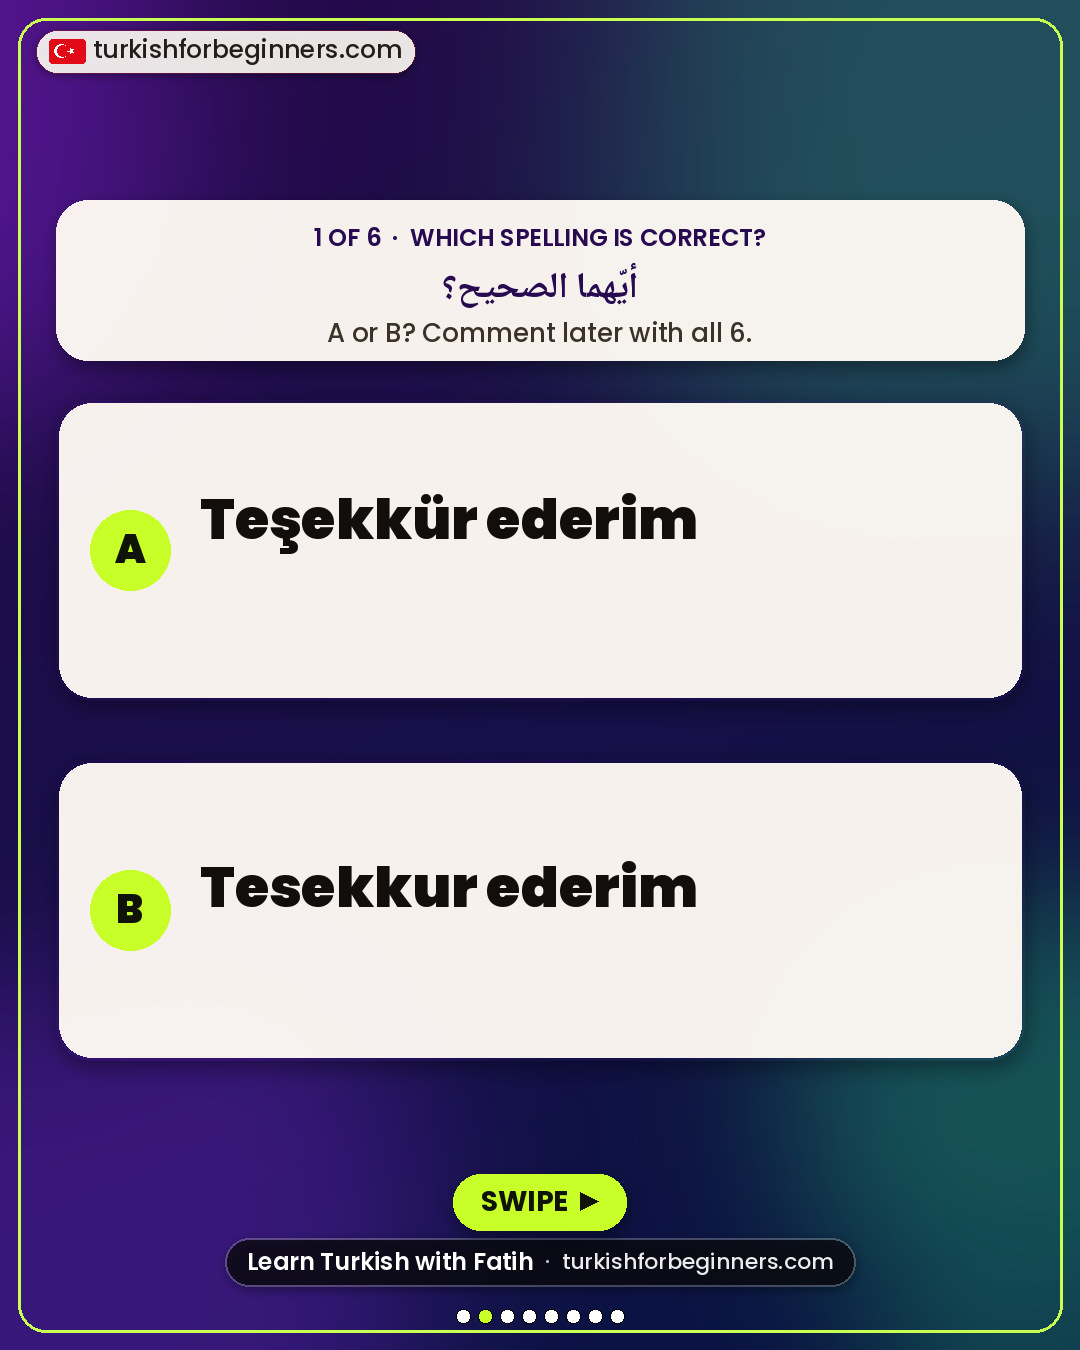 turkishforbeginners.com
1 OF 6 · WHICH SPELLING IS CORRECT?
أيّهما الصحيح؟
A or B? Comment later with all 6.
A
Teşekkür ederim
B
Tesekkur ederim
SWIPE ▶
Learn Turkish with Fatih · turkishforbeginners.com